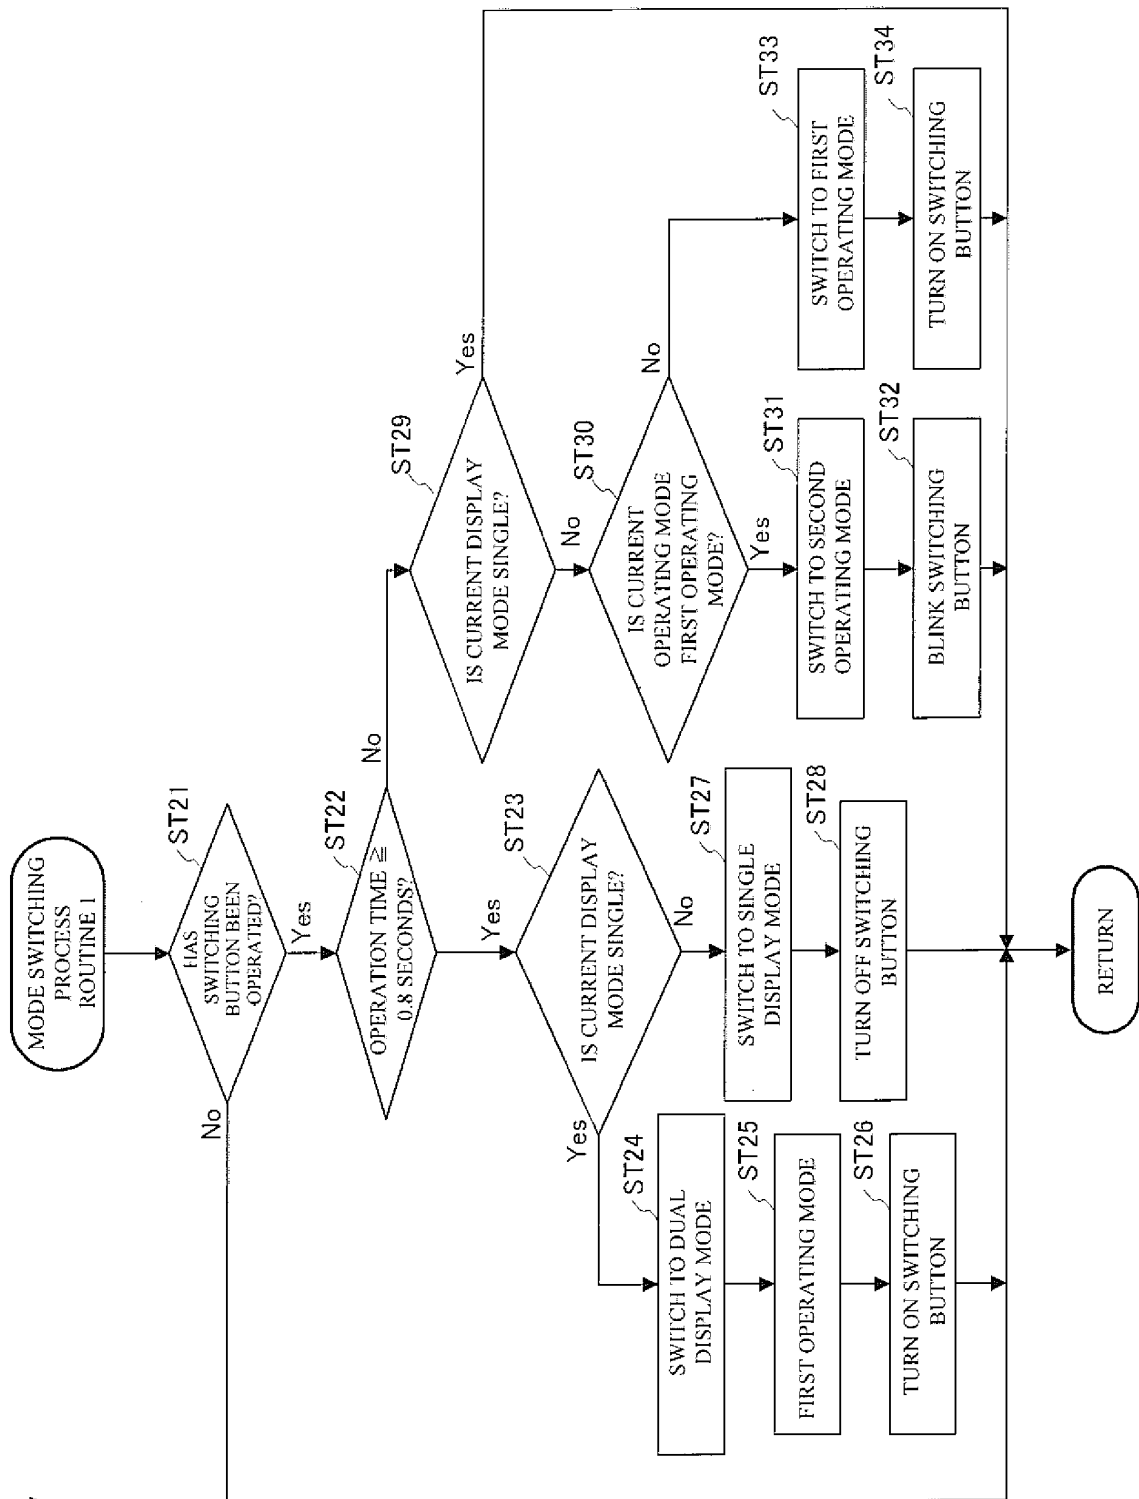 MODE SWITCHING
PROCESS
ROUTINE 1
ST21
HAS
SWITCHING
BUTTON BEEN
OPERATED?
No
Yes
ST22
OPERATION TIME ≧
0.8 SECONDS?
No
Yes
ST23
IS CURRENT DISPLAY
MODE SINGLE?
Yes
No
ST24
SWITCH TO DUAL
DISPLAY MODE
ST25
FIRST OPERATING MODE
ST26
TURN ON SWITCHING
BUTTON
ST27
SWITCH TO SINGLE
DISPLAY MODE
ST28
TURN OFF SWITCHING
BUTTON
ST29
IS CURRENT DISPLAY
MODE SINGLE?
Yes
No
ST30
IS CURRENT
OPERATING MODE
FIRST OPERATING
MODE?
No
Yes
ST31
SWITCH TO SECOND
OPERATING MODE
ST32
BLINK SWITCHING
BUTTON
ST33
SWITCH TO FIRST
OPERATING MODE
ST34
TURN ON SWITCHING
BUTTON
RETURN